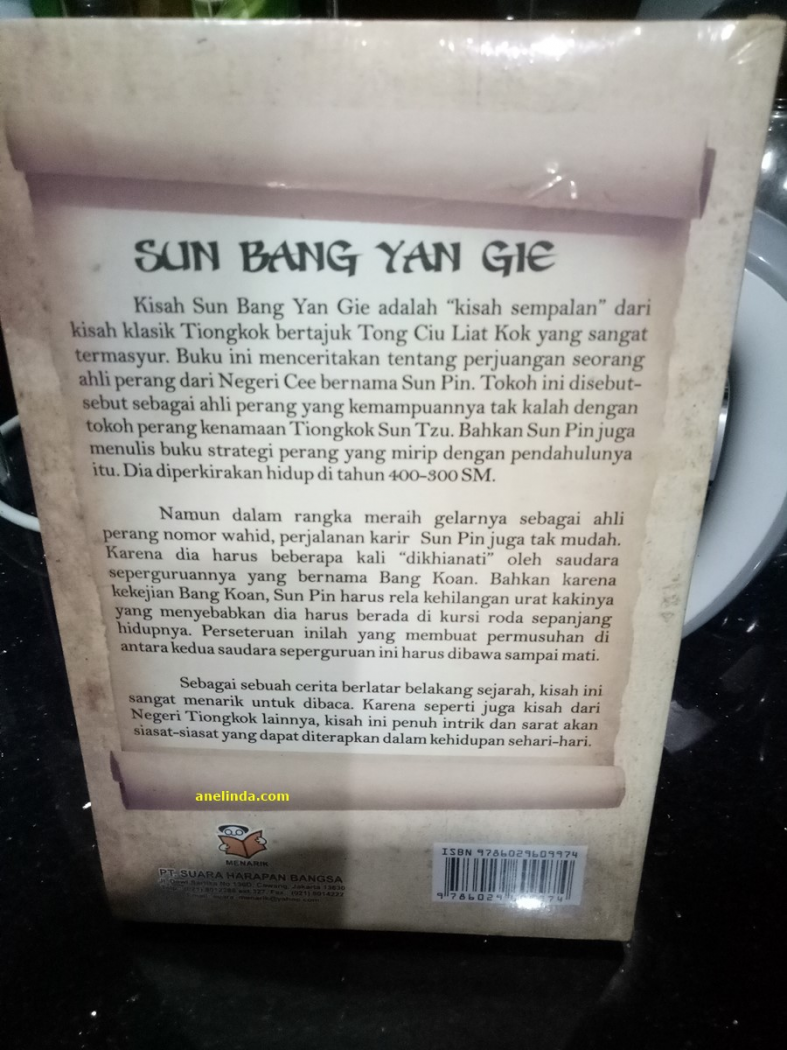 SUN BANG YAN GIE
Kisah Sun Bang Yan Gie adalah “kisah sempalan” dari
kisah klasik Tiongkok bertajuk Tong Ciu Liat Kok yang sangat
termasyur. Buku ini menceritakan tentang perjuangan seorang
ahli perang dari Negeri Cee bernama Sun Pin. Tokoh ini disebut-
sebut sebagai ahli perang yang kemampuannya tak kalah dengan
tokoh perang kenamaan Tiongkok Sun Tzu. Bahkan Sun Pin juga
menulis buku strategi perang yang mirip dengan pendahulunya
itu. Dia diperkirakan hidup di tahun 400-300 SM.
Namun dalam rangka meraih gelarnya sebagai ahli
perang nomor wahid, perjalanan karir Sun Pin juga tak mudah.
Karena dia harus beberapa kali “dikhianati” oleh saudara
seperguruannya yang bernama Bang Koan. Bahkan karena
kekejian Bang Koan, Sun Pin harus rela kehilangan urat kakinya
yang menyebabkan dia harus berada di kursi roda sepanjang
hidupnya. Perseteruan inilah yang membuat permusuhan di
antara kedua saudara seperguruan ini harus dibawa sampai mati.
Sebagai sebuah cerita berlatar belakang sejarah, kisah ini
sangat menarik untuk dibaca. Karena seperti juga kisah dari
Negeri Tiongkok lainnya, kisah ini penuh intrik dan sarat akan
siasat-siasat yang dapat diterapkan dalam kehidupan sehari-hari.
anelinda.com
MENARIK
PT. SUARA HARAPAN BANGSA
Cawang, Jakarta 13630
ISBN 9786029609974